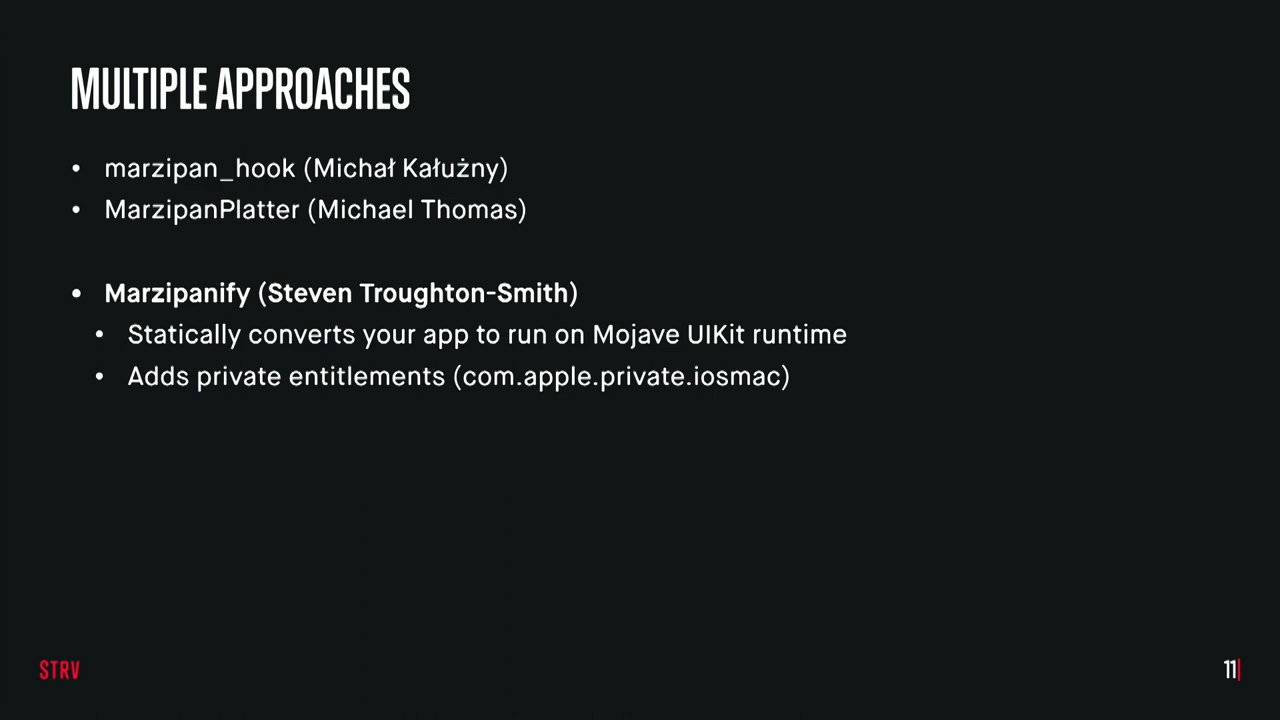 MULTIPLE APPROACHES
• marzipan_hook (Michał Kałużny)
• MarzipanPlatter (Michael Thomas)
• Marzipanify (Steven Troughton-Smith)
• Statically converts your app to run on Mojave UIKit runtime
• Adds private entitlements (com.apple.private.iosmac)
STRV
11